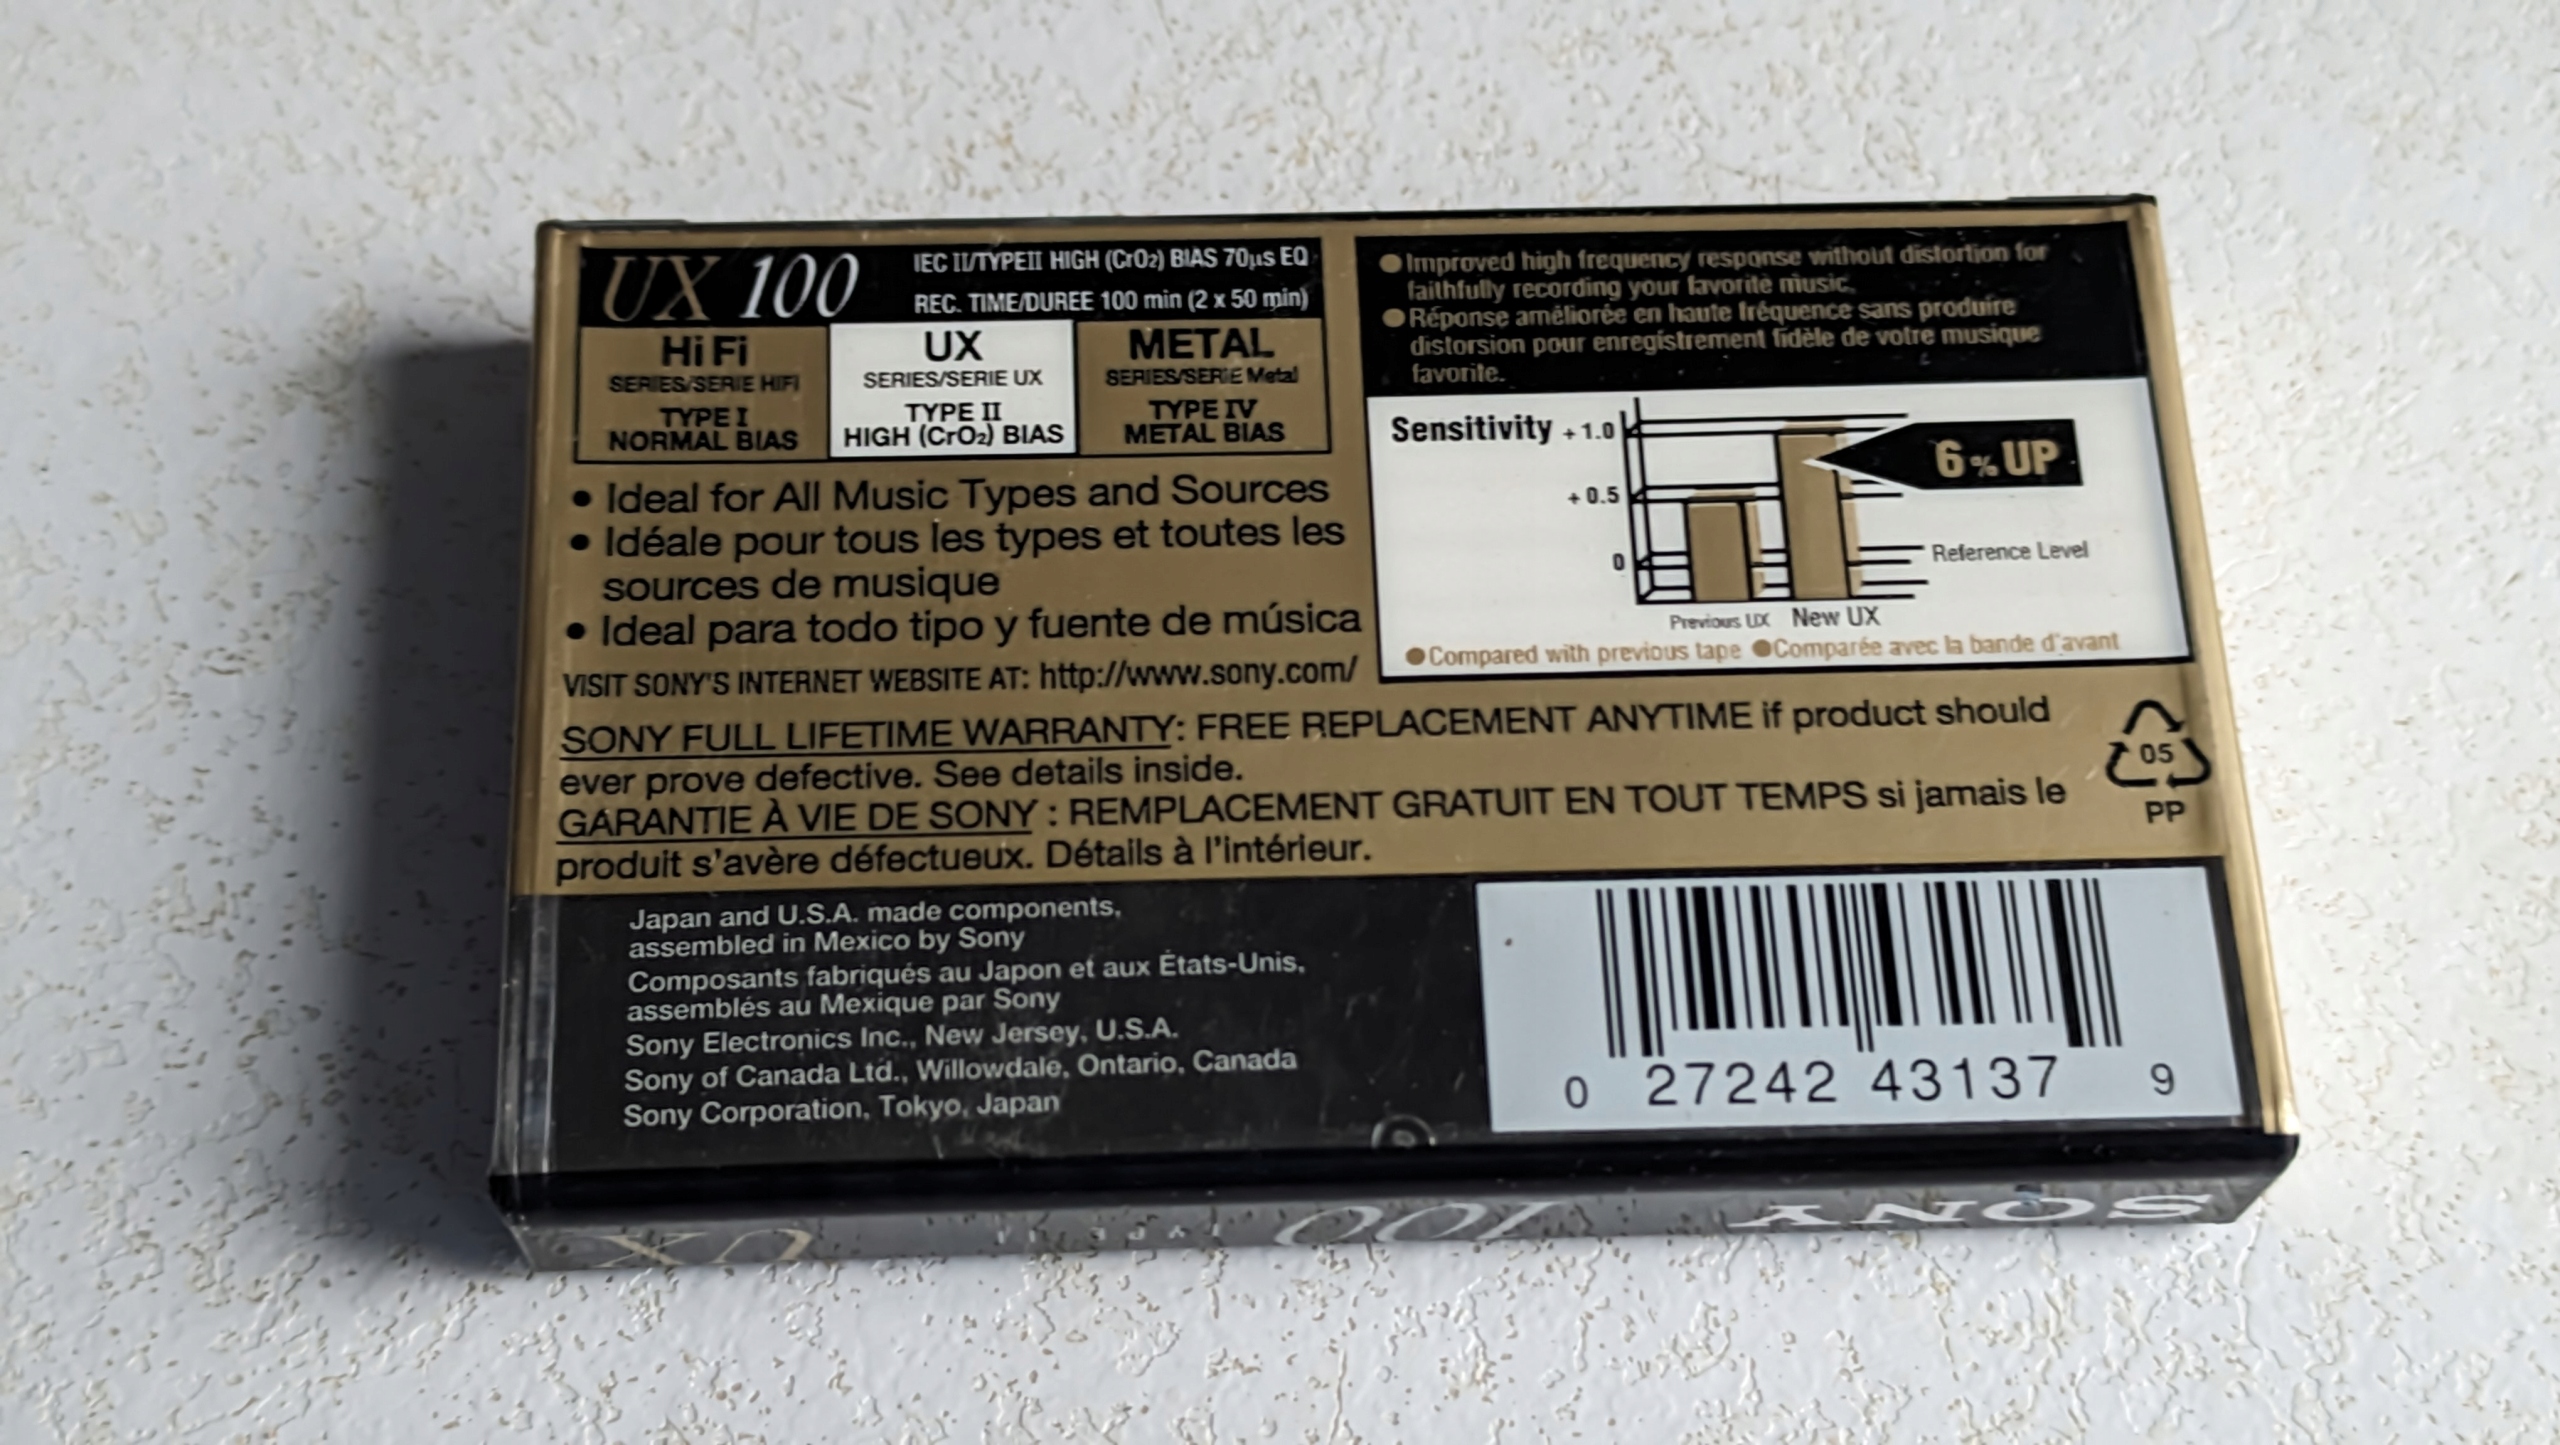 UX 100
IEC II/TYPEII HIGH (CrO₂) BIAS 70µs EQ
REC. TIME/DUREE 100 min (2 x 50 min)
HiFi
SERIES/SERIE HIFI
TYPE I
NORMAL BIAS
UX
SERIES/SERIE UX
TYPE II
HIGH (CrO₂) BIAS
METAL
SERIES/SERIE Metal
TYPE IV
METAL BIAS
• Ideal for All Music Types and Sources
• Idéale pour tous les types et toutes les
sources de musique
• Ideal para todo tipo y fuente de música
VISIT SONY'S INTERNET WEBSITE AT: http://www.sony.com/
●Improved high frequency response without distortion for
faithfully recording your favorite music.
●Réponse améliorée en haute fréquence sans produire
distorsion pour enregistrement fidèle de votre musique
favorite.
Sensitivity
+1.0
+0.5
0
6% UP
Reference Level
Previous UX
New UX
●Compared with previous tape ●Comparée avec la bande d'avant
SONY FULL LIFETIME WARRANTY: FREE REPLACEMENT ANYTIME if product should
ever prove defective. See details inside.
GARANTIE À VIE DE SONY : REMPLACEMENT GRATUIT EN TOUT TEMPS si jamais le
produit s'avère défectueux. Détails à l'intérieur.
05
PP
Japan and U.S.A. made components,
assembled in Mexico by Sony
Composants fabriqués au Japon et aux États-Unis,
assemblés au Mexique par Sony
Sony Electronics Inc., New Jersey, U.S.A.
Sony of Canada Ltd., Willowdale, Ontario, Canada
Sony Corporation, Tokyo, Japan
0 27242 43137 9
SONY 100 TYPE II UX